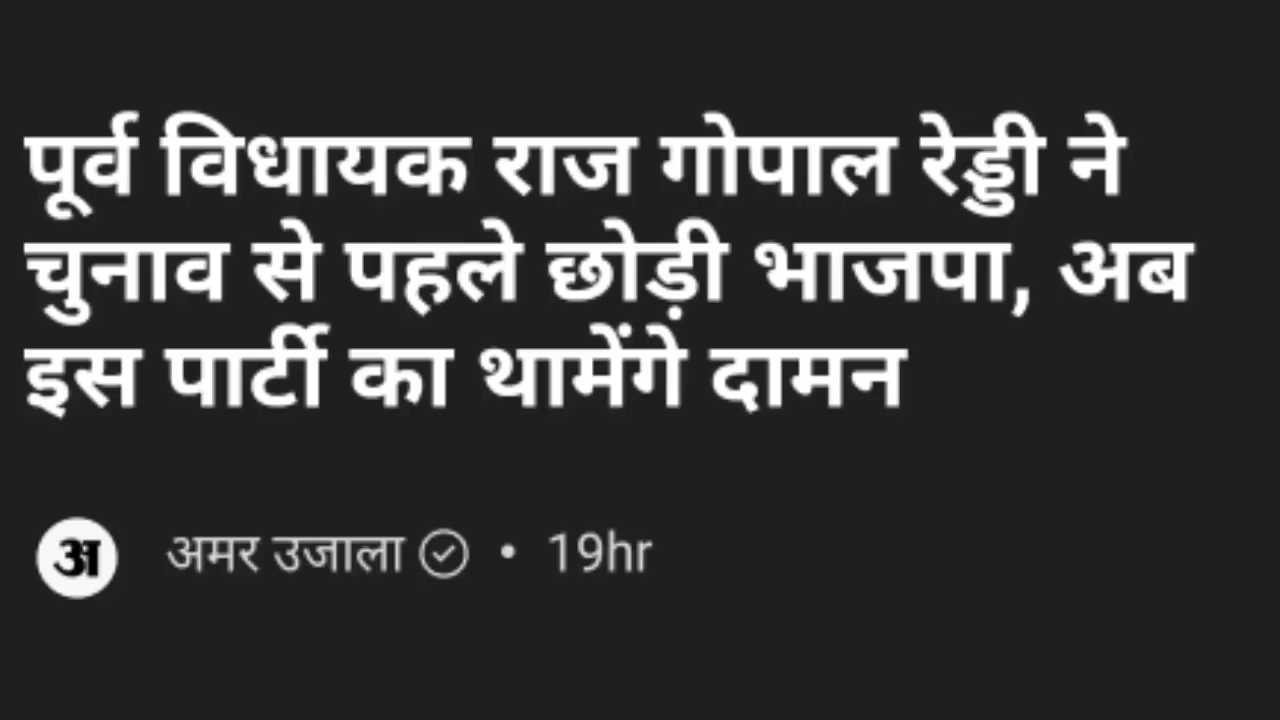 पूर्व विधायक राज गोपाल रेड्डी ने
चुनाव से पहले छोड़ी भाजपा, अब
इस पार्टी का थामेंगे दामन
अ अमर उजाला • 19hr